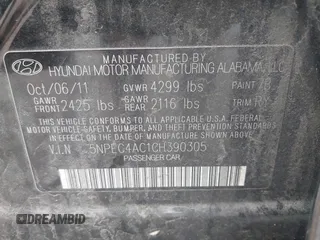 MANUFACTURED BY
HYUNDAI MOTOR MANUFACTURING ALABAMA, LLC
Oct/06/11 GVWR 4299 lbs PAINT
GAWR FRONT 2425 lbs GAWR REAR 2116 lbs TRIM RY
THIS VEHICLE CONFORMS TO ALL APPLICABLE U.S. FEDERAL
MOTOR VEHICLE SAFETY, BUMPER, AND THEFT PREVENTION
STANDARDS IN EFFECT ON THE DATE OF MANUFACTURE SHOWN
ABOVE.
V.I.N 5NPEC4AC1CH390305
PASSENGER CAR
AUTOBIDMASTER